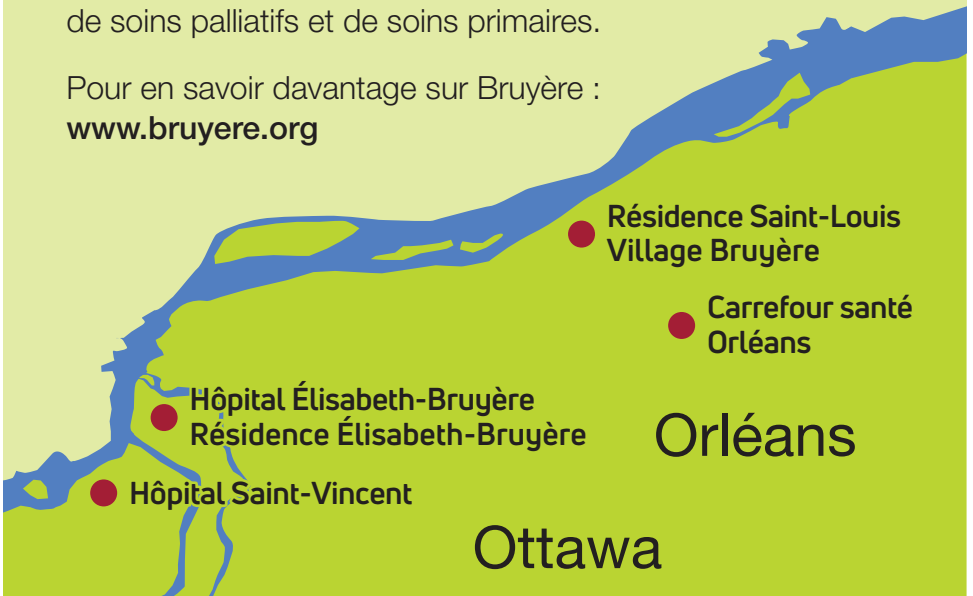 de soins palliatifs et de soins primaires.
Pour en savoir davantage sur Bruyère :
www.bruyere.org
Résidence Saint-Louis
Village Bruyère
Carrefour santé
Orléans
Hôpital Élisabeth-Bruyère
Résidence Élisabeth-Bruyère
Orléans
Hôpital Saint-Vincent
Ottawa